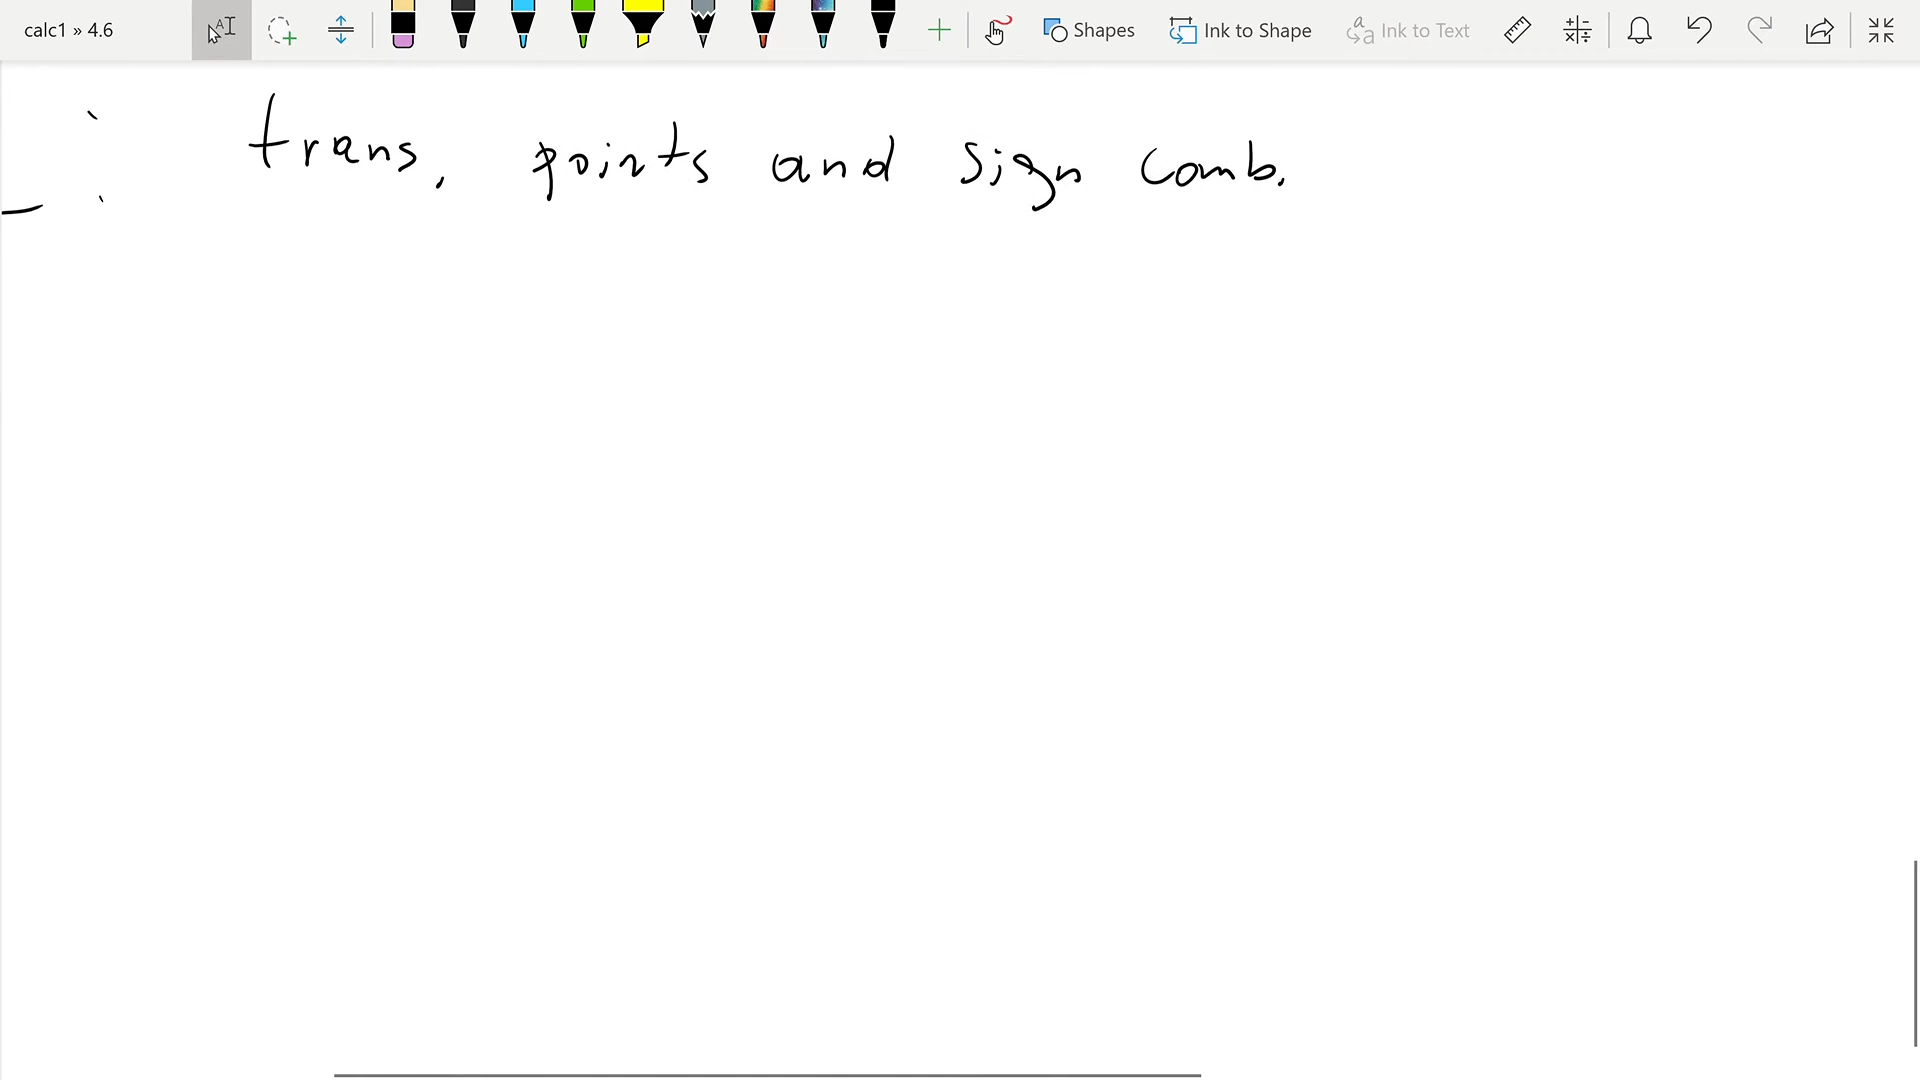 calc1 » 4.6 Shapes Ink to Shape Ink to Text
trans. points and sign comb.